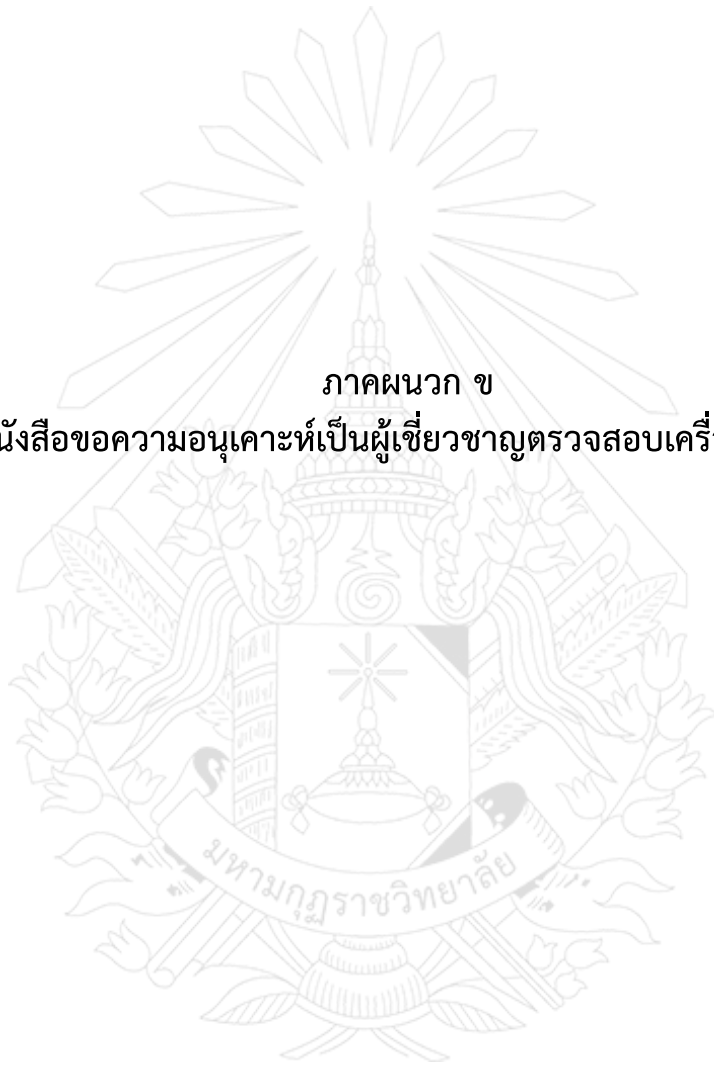 ภาคผนวก ข
นังสือขอความอนุเคราะห์เป็นผู้เชี่ยวชาญตรวจสอบเครื่
มหามกุฏราชวิทยาลัย